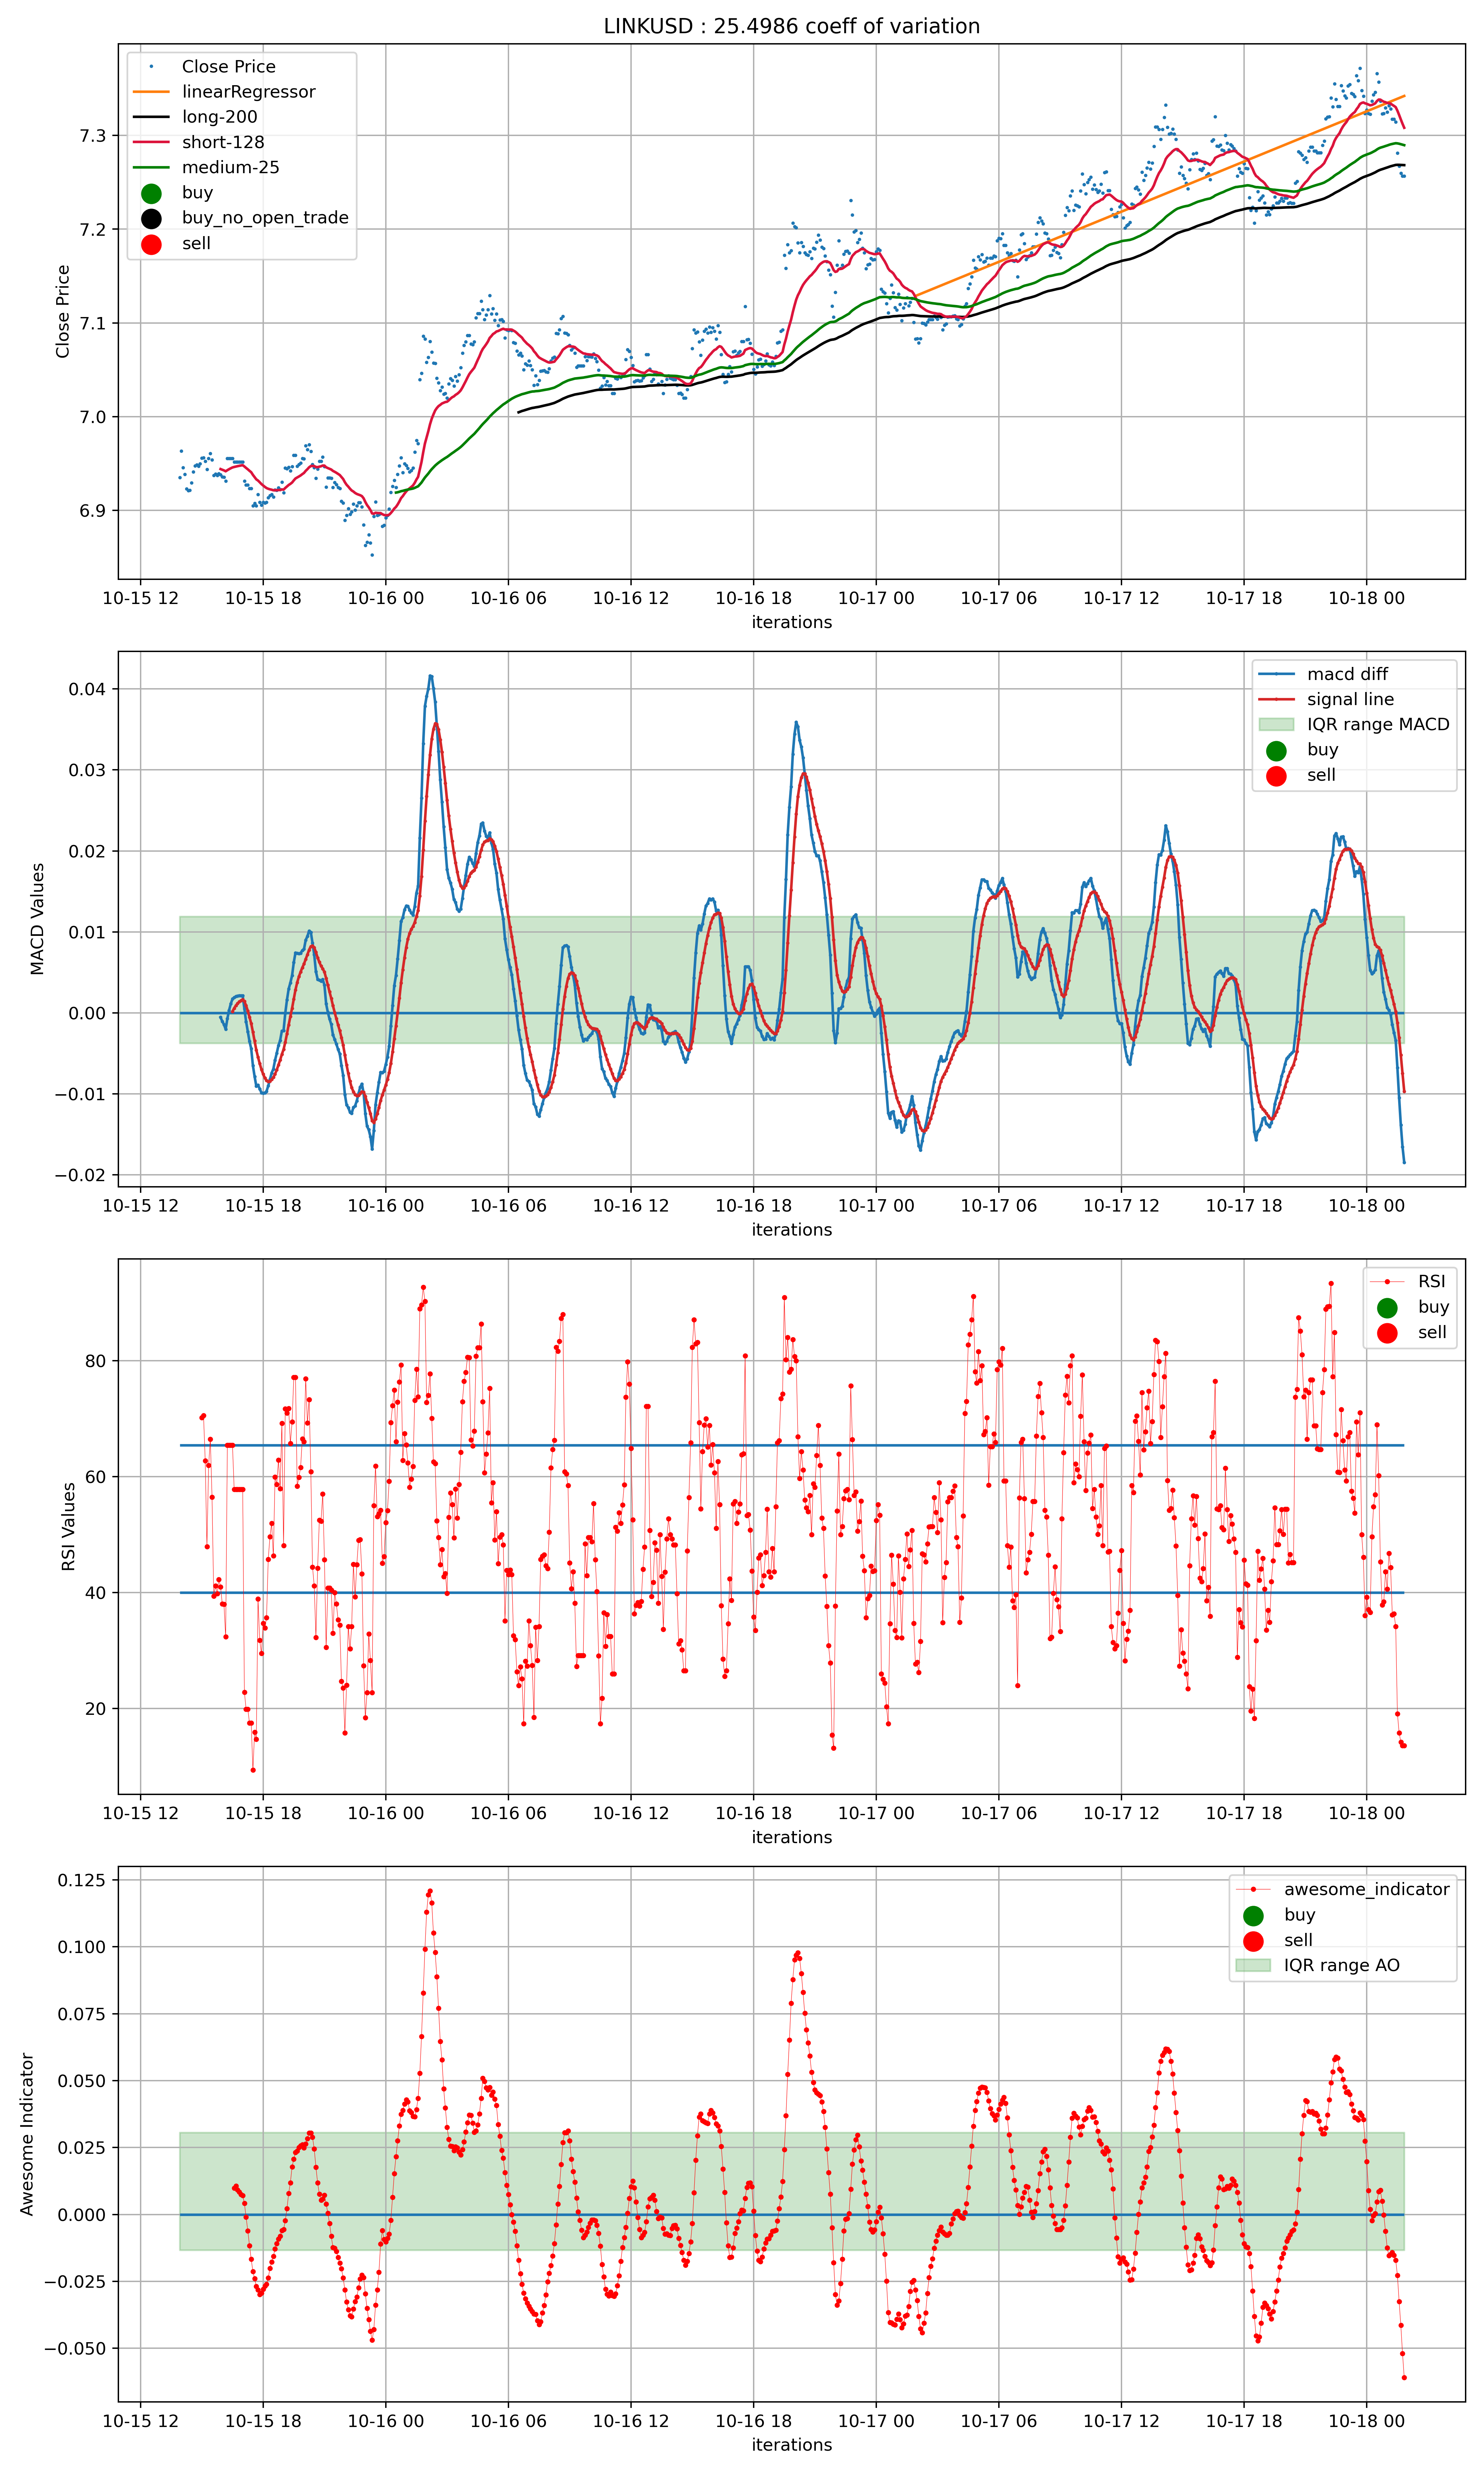 LINKUSD : 25.4986 coeff of variation
Close Price
linearRegressor
long-200
short-128
medium-25
buy
buy_no_open_trade
sell
7.3
7.2
7.1
7.0
6.9
Close Price
10-15 12
10-15 18
10-16 00
10-16 06
10-16 12
10-16 18
10-17 00
10-17 06
10-17 12
10-17 18
10-18 00
iterations
macd diff
signal line
IQR range MACD
buy
sell
0.04
0.03
0.02
0.01
0.00
−0.01
−0.02
MACD Values
10-15 12
10-15 18
10-16 00
10-16 06
10-16 12
10-16 18
10-17 00
10-17 06
10-17 12
10-17 18
10-18 00
iterations
RSI
buy
sell
80
60
40
20
RSI Values
10-15 12
10-15 18
10-16 00
10-16 06
10-16 12
10-16 18
10-17 00
10-17 06
10-17 12
10-17 18
10-18 00
iterations
awesome_indicator
buy
sell
IQR range AO
0.125
0.100
0.075
0.050
0.025
0.000
−0.025
−0.050
Awesome Indicator
10-15 12
10-15 18
10-16 00
10-16 06
10-16 12
10-16 18
10-17 00
10-17 06
10-17 12
10-17 18
10-18 00
iterations